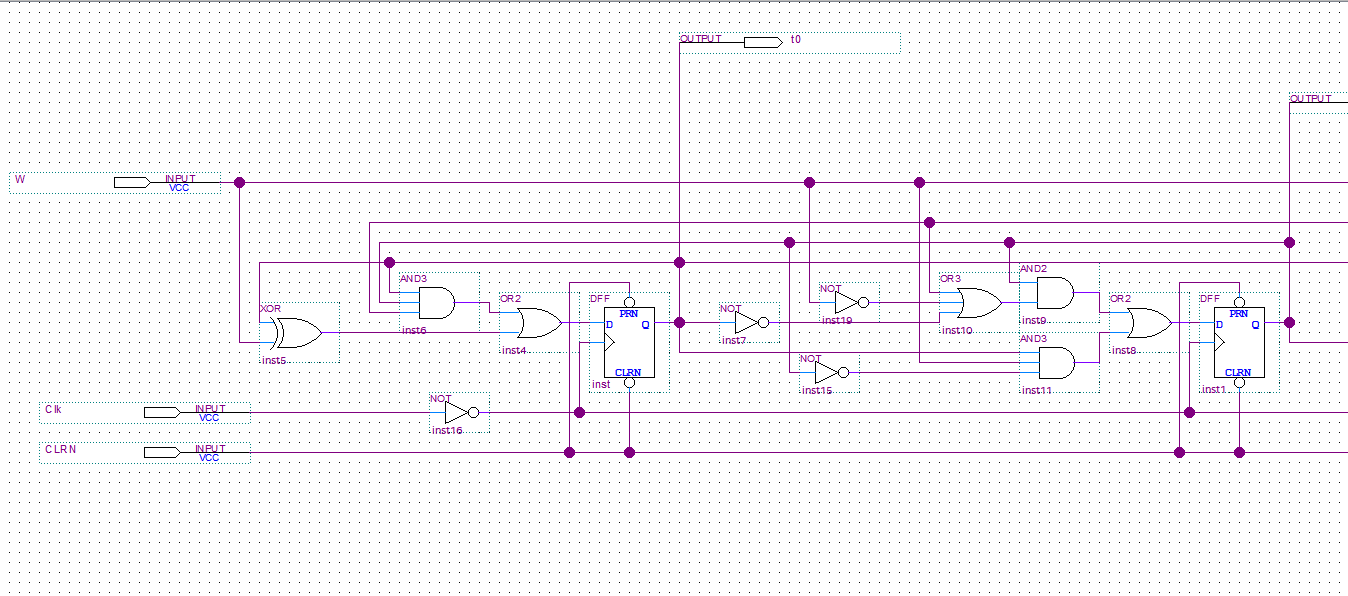 OUTPUT t0
OUTPUT
W INPUT
VCC
AND3
inst6
XOR
inst5
OR2
inst4
DFF
PRN
D Q
CLRN
inst
NOT
inst7
NOT
inst19
NOT
inst15
OR3
inst10
AND2
inst9
AND3
inst11
OR2
inst8
DFF
PRN
D Q
CLRN
inst1
Clk INPUT
VCC
NOT
inst16
CLRN INPUT
VCC